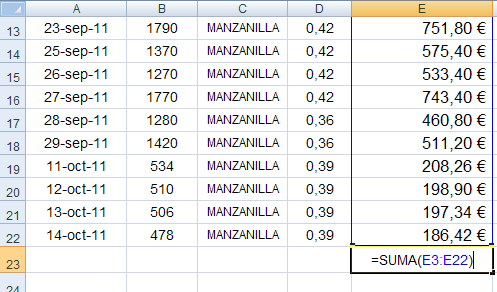 A B C D E
13 23-sep-11 1790 MANZANILLA 0,42 751,80 €
14 24-sep-11 1370 MANZANILLA 0,42 575,40 €
15 26-sep-11 1270 MANZANILLA 0,42 533,40 €
16 27-sep-11 1770 MANZANILLA 0,42 743,40 €
17 28-sep-11 1280 MANZANILLA 0,36 460,80 €
18 29-sep-11 1420 MANZANILLA 0,36 511,20 €
19 11-oct-11 534 MANZANILLA 0,39 208,26 €
20 12-oct-11 510 MANZANILLA 0,39 198,90 €
21 13-oct-11 506 MANZANILLA 0,39 197,34 €
22 14-oct-11 478 MANZANILLA 0,39 186,42 €
23 =SUMA(E3:E22)
24